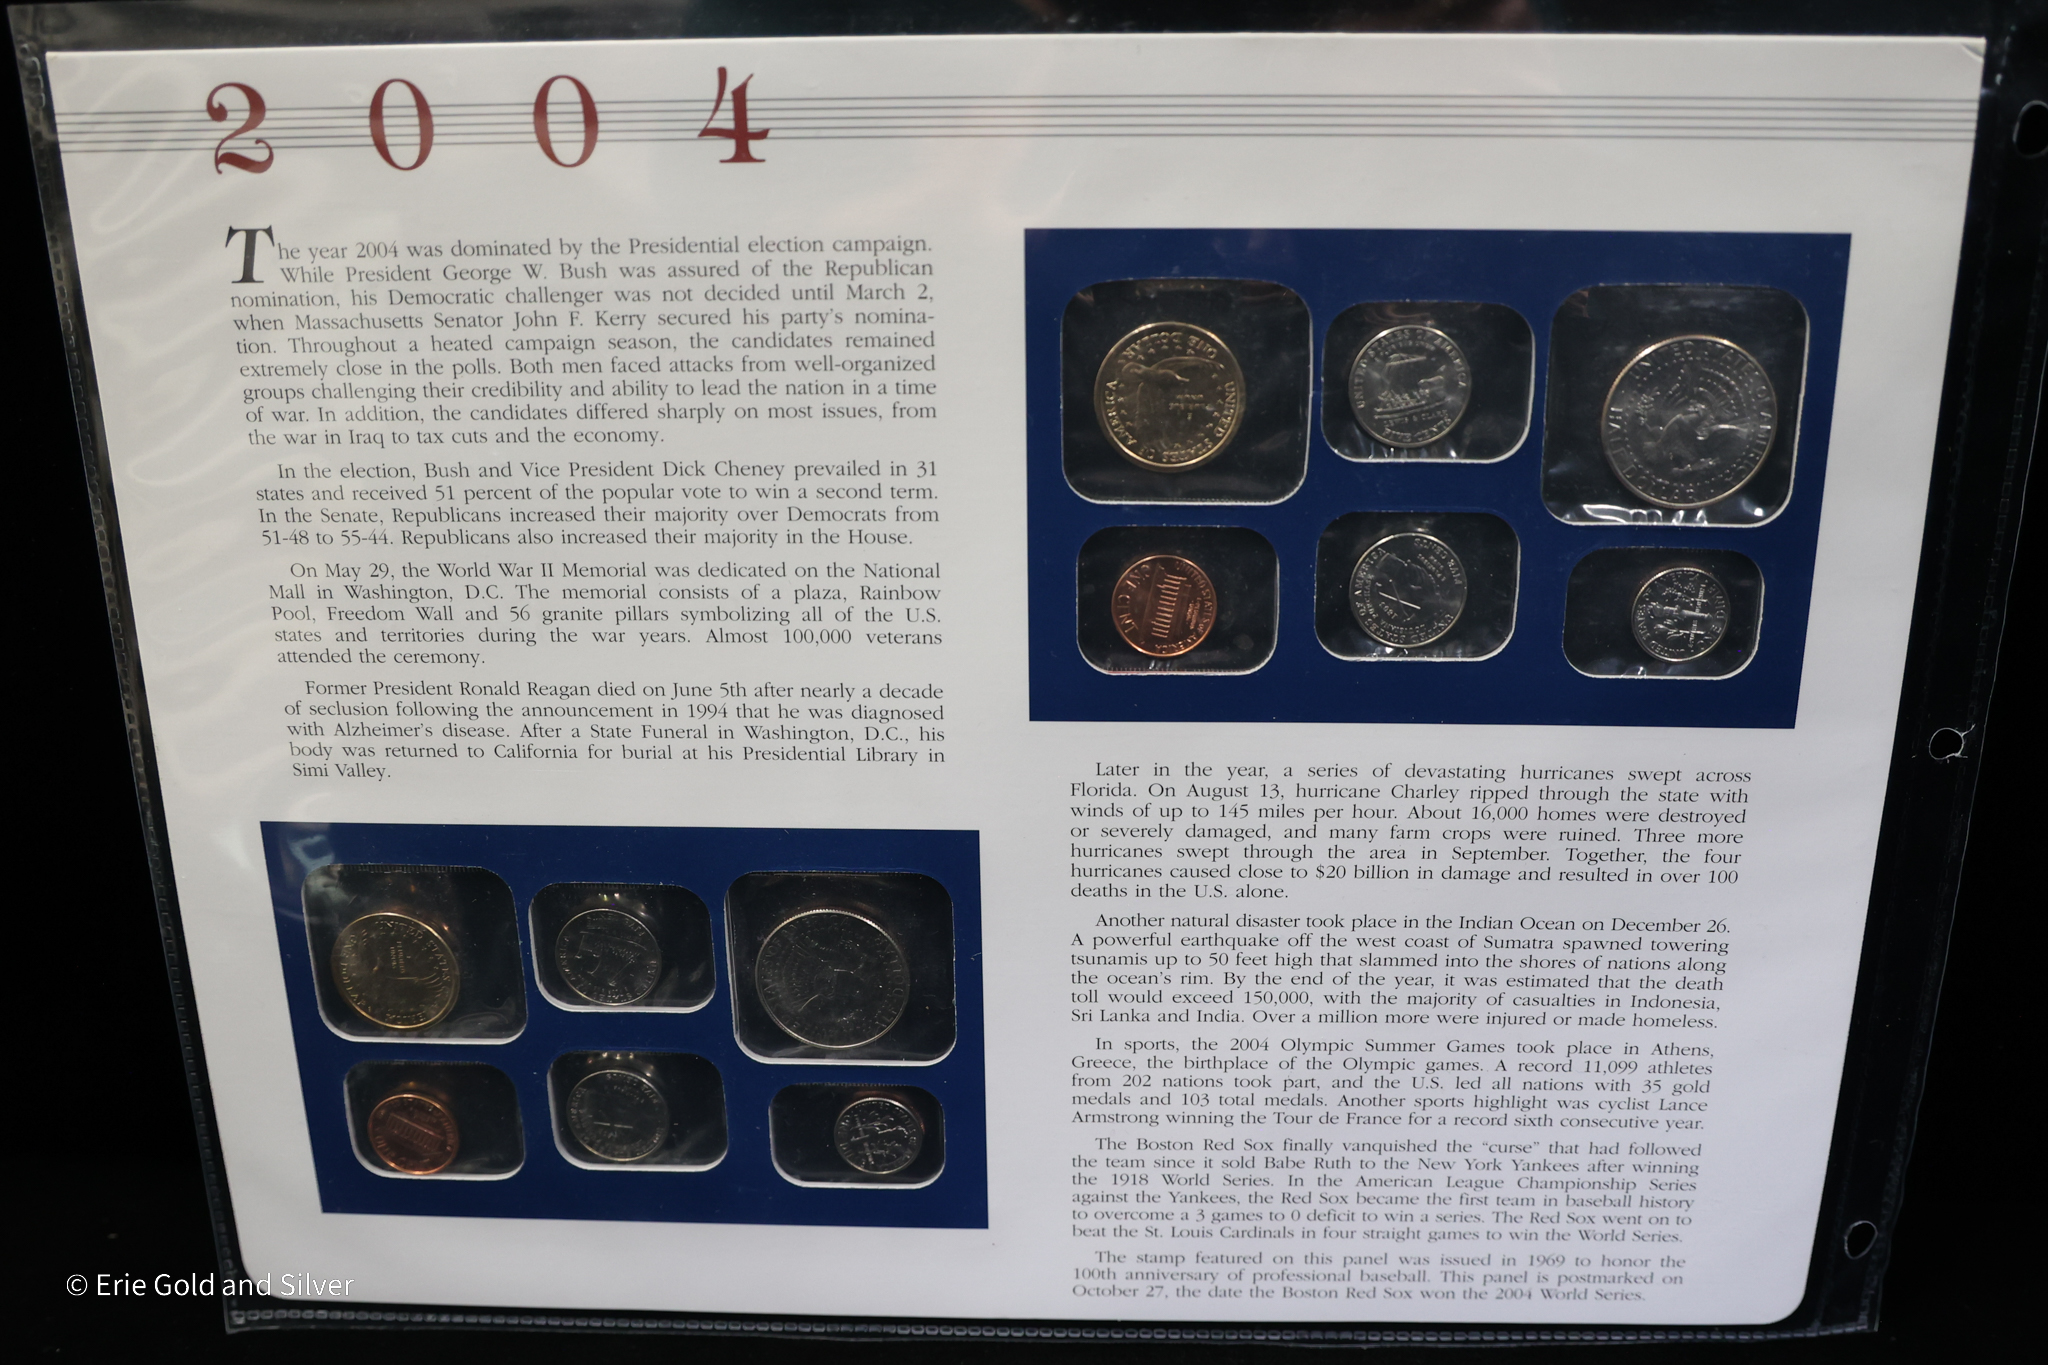 2004
The year 2004 was dominated by the Presidential election campaign.
While President George W. Bush was assured of the Republican
nomination, his Democratic challenger was not decided until March 2,
when Massachusetts Senator John F. Kerry secured his party's nomina-
tion. Throughout a heated campaign season, the candidates remained
extremely close in the polls. Both men faced attacks from well-organized
groups challenging their credibility and ability to lead the nation in a time
of war. In addition, the candidates differed sharply on most issues, from
the war in Iraq to tax cuts and the economy.
In the election, Bush and Vice President Dick Cheney prevailed in 31
states and received 51 percent of the popular vote to win a second term.
In the Senate, Republicans increased their majority over Democrats from
51-48 to 55-44. Republicans also increased their majority in the House.
On May 29, the World War II Memorial was dedicated on the National
Mall in Washington, D.C. The memorial consists of a plaza, Rainbow
Pool, Freedom Wall and 56 granite pillars symbolizing all of the U.S.
states and territories during the war years. Almost 100,000 veterans
attended the ceremony.
Former President Ronald Reagan died on June 5th after nearly a decade
of seclusion following the announcement in 1994 that he was diagnosed
with Alzheimer's disease. After a State Funeral in Washington, D.C., his
body was returned to California for burial at his Presidential Library in
Simi Valley.
UNITED STATES OF AMERICA
ONE DOLLAR
UNITED STATES OF AMERICA
LEWIS & CLARK
FIVE CENTS
HALF DOLLAR
UNITED STATES OF AMERICA
ONE CENT
UNITED STATES OF AMERICA
FIVE CENTS
Later in the year, a series of devastating hurricanes swept across
Florida. On August 13, hurricane Charley ripped through the state with
winds of up to 145 miles per hour. About 16,000 homes were destroyed
or severely damaged, and many farm crops were ruined. Three more
hurricanes swept through the area in September. Together, the four
hurricanes caused close to $20 billion in damage and resulted in over 100
deaths in the U.S. alone.
Another natural disaster took place in the Indian Ocean on December 26.
A powerful earthquake off the west coast of Sumatra spawned towering
tsunamis up to 50 feet high that slammed into the shores of nations along
the ocean's rim. By the end of the year, it was estimated that the death
toll would exceed 150,000, with the majority of casualties in Indonesia,
Sri Lanka and India. Over a million more were injured or made homeless.
In sports, the 2004 Olympic Summer Games took place in Athens,
Greece, the birthplace of the Olympic games. A record 11,099 athletes
from 202 nations took part, and the U.S. led all nations with 35 gold
medals and 103 total medals. Another sports highlight was cyclist Lance
Armstrong winning the Tour de France for a record sixth consecutive year.
The Boston Red Sox finally vanquished the "curse" that had followed
the team since it sold Babe Ruth to the New York Yankees after winning
the 1918 World Series. In the American League Championship Series
against the Yankees, the Red Sox became the first team in baseball history
to overcome a 3 games to 0 deficit to win a series. The Red Sox went on to
beat the St. Louis Cardinals in four straight games to win the World Series.
The stamp featured on this panel was issued in 1969 to honor the
100th anniversary of professional baseball. This panel is postmarked on
October 27, the date the Boston Red Sox won the 2004 World Series.
© Erie Gold and Silver